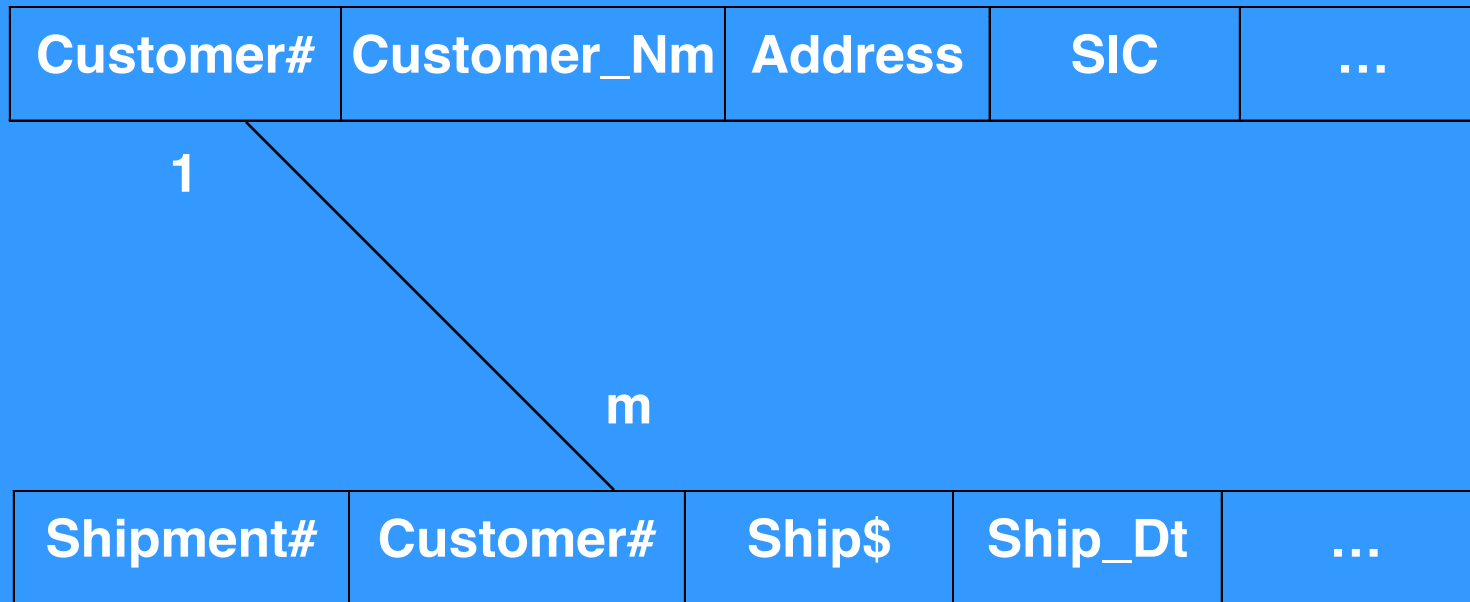 Customer# Customer_Nm Address SIC ...
1
m
Shipment# Customer# Ship$ Ship_Dt ...